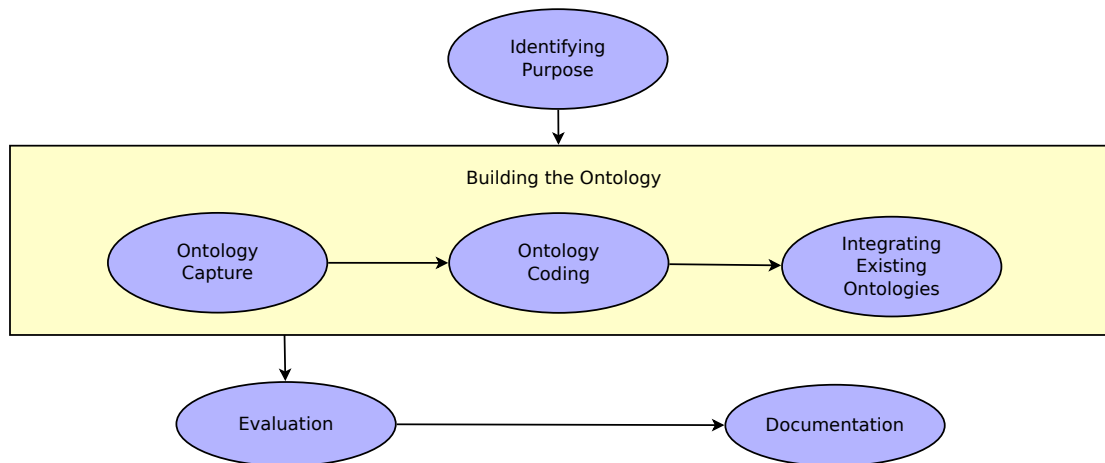 Identifying
Purpose
Building the Ontology
Ontology
Capture
Ontology
Coding
Integrating
Existing
Ontologies
Evaluation
Documentation